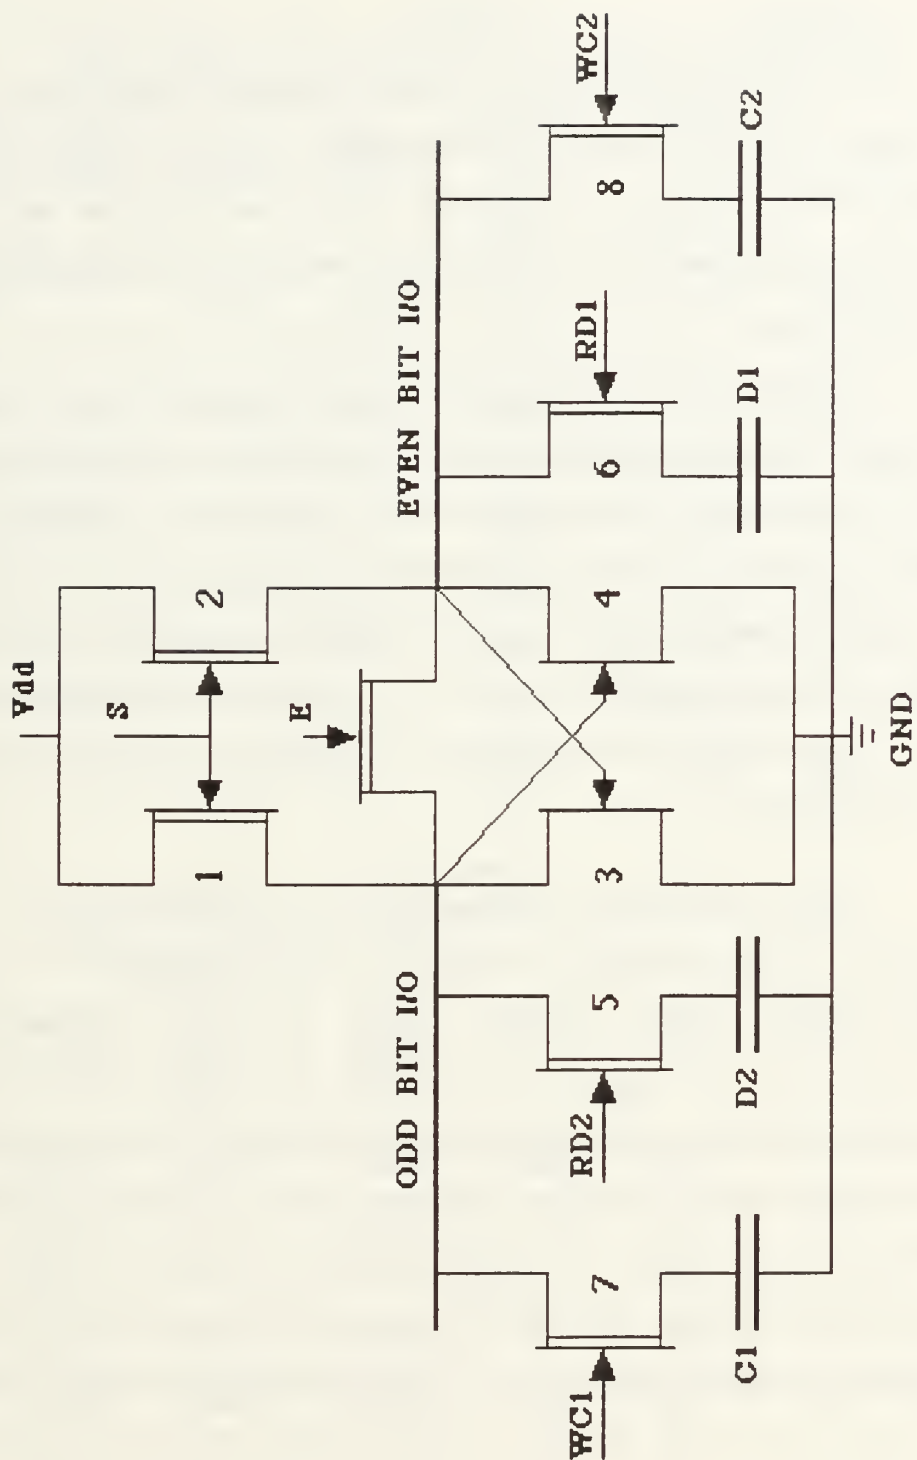 Vdd
S
1
2
E
ODD BIT I/O
EVEN BIT I/O
WC1
7
RD2
5
3
4
6
RD1
8
WC2
C1
D2
D1
C2
GND